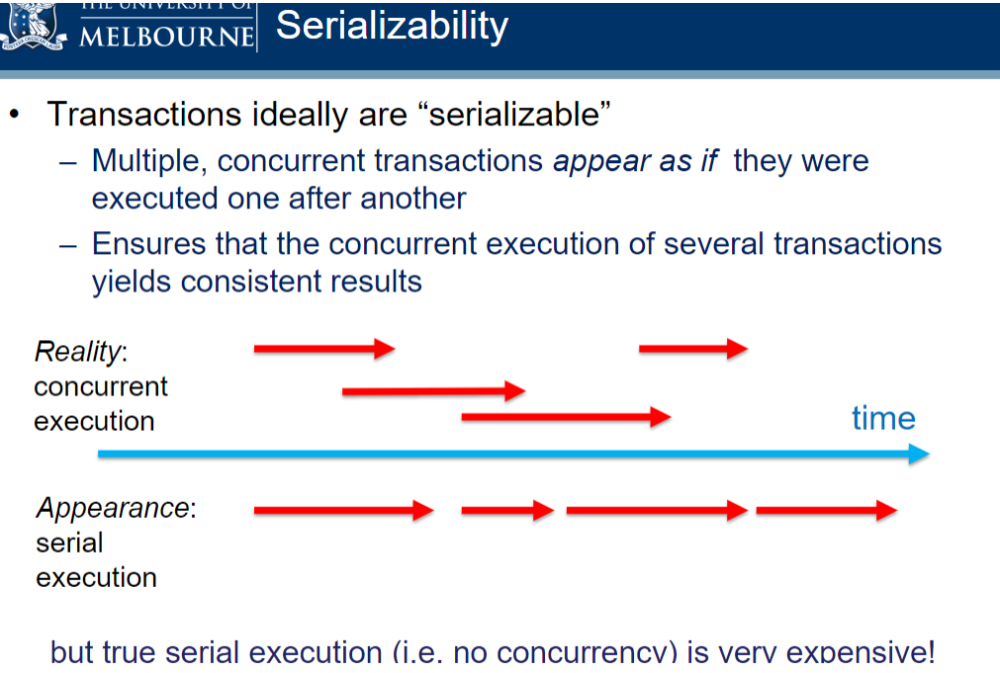 THE UNIVERSITY OF
MELBOURNE
Serializability
• Transactions ideally are “serializable”
– Multiple, concurrent transactions appear as if they were
executed one after another
– Ensures that the concurrent execution of several transactions
yields consistent results
Reality:
concurrent
execution
time
Appearance:
serial
execution
but true serial execution (i.e. no concurrency) is very expensive!